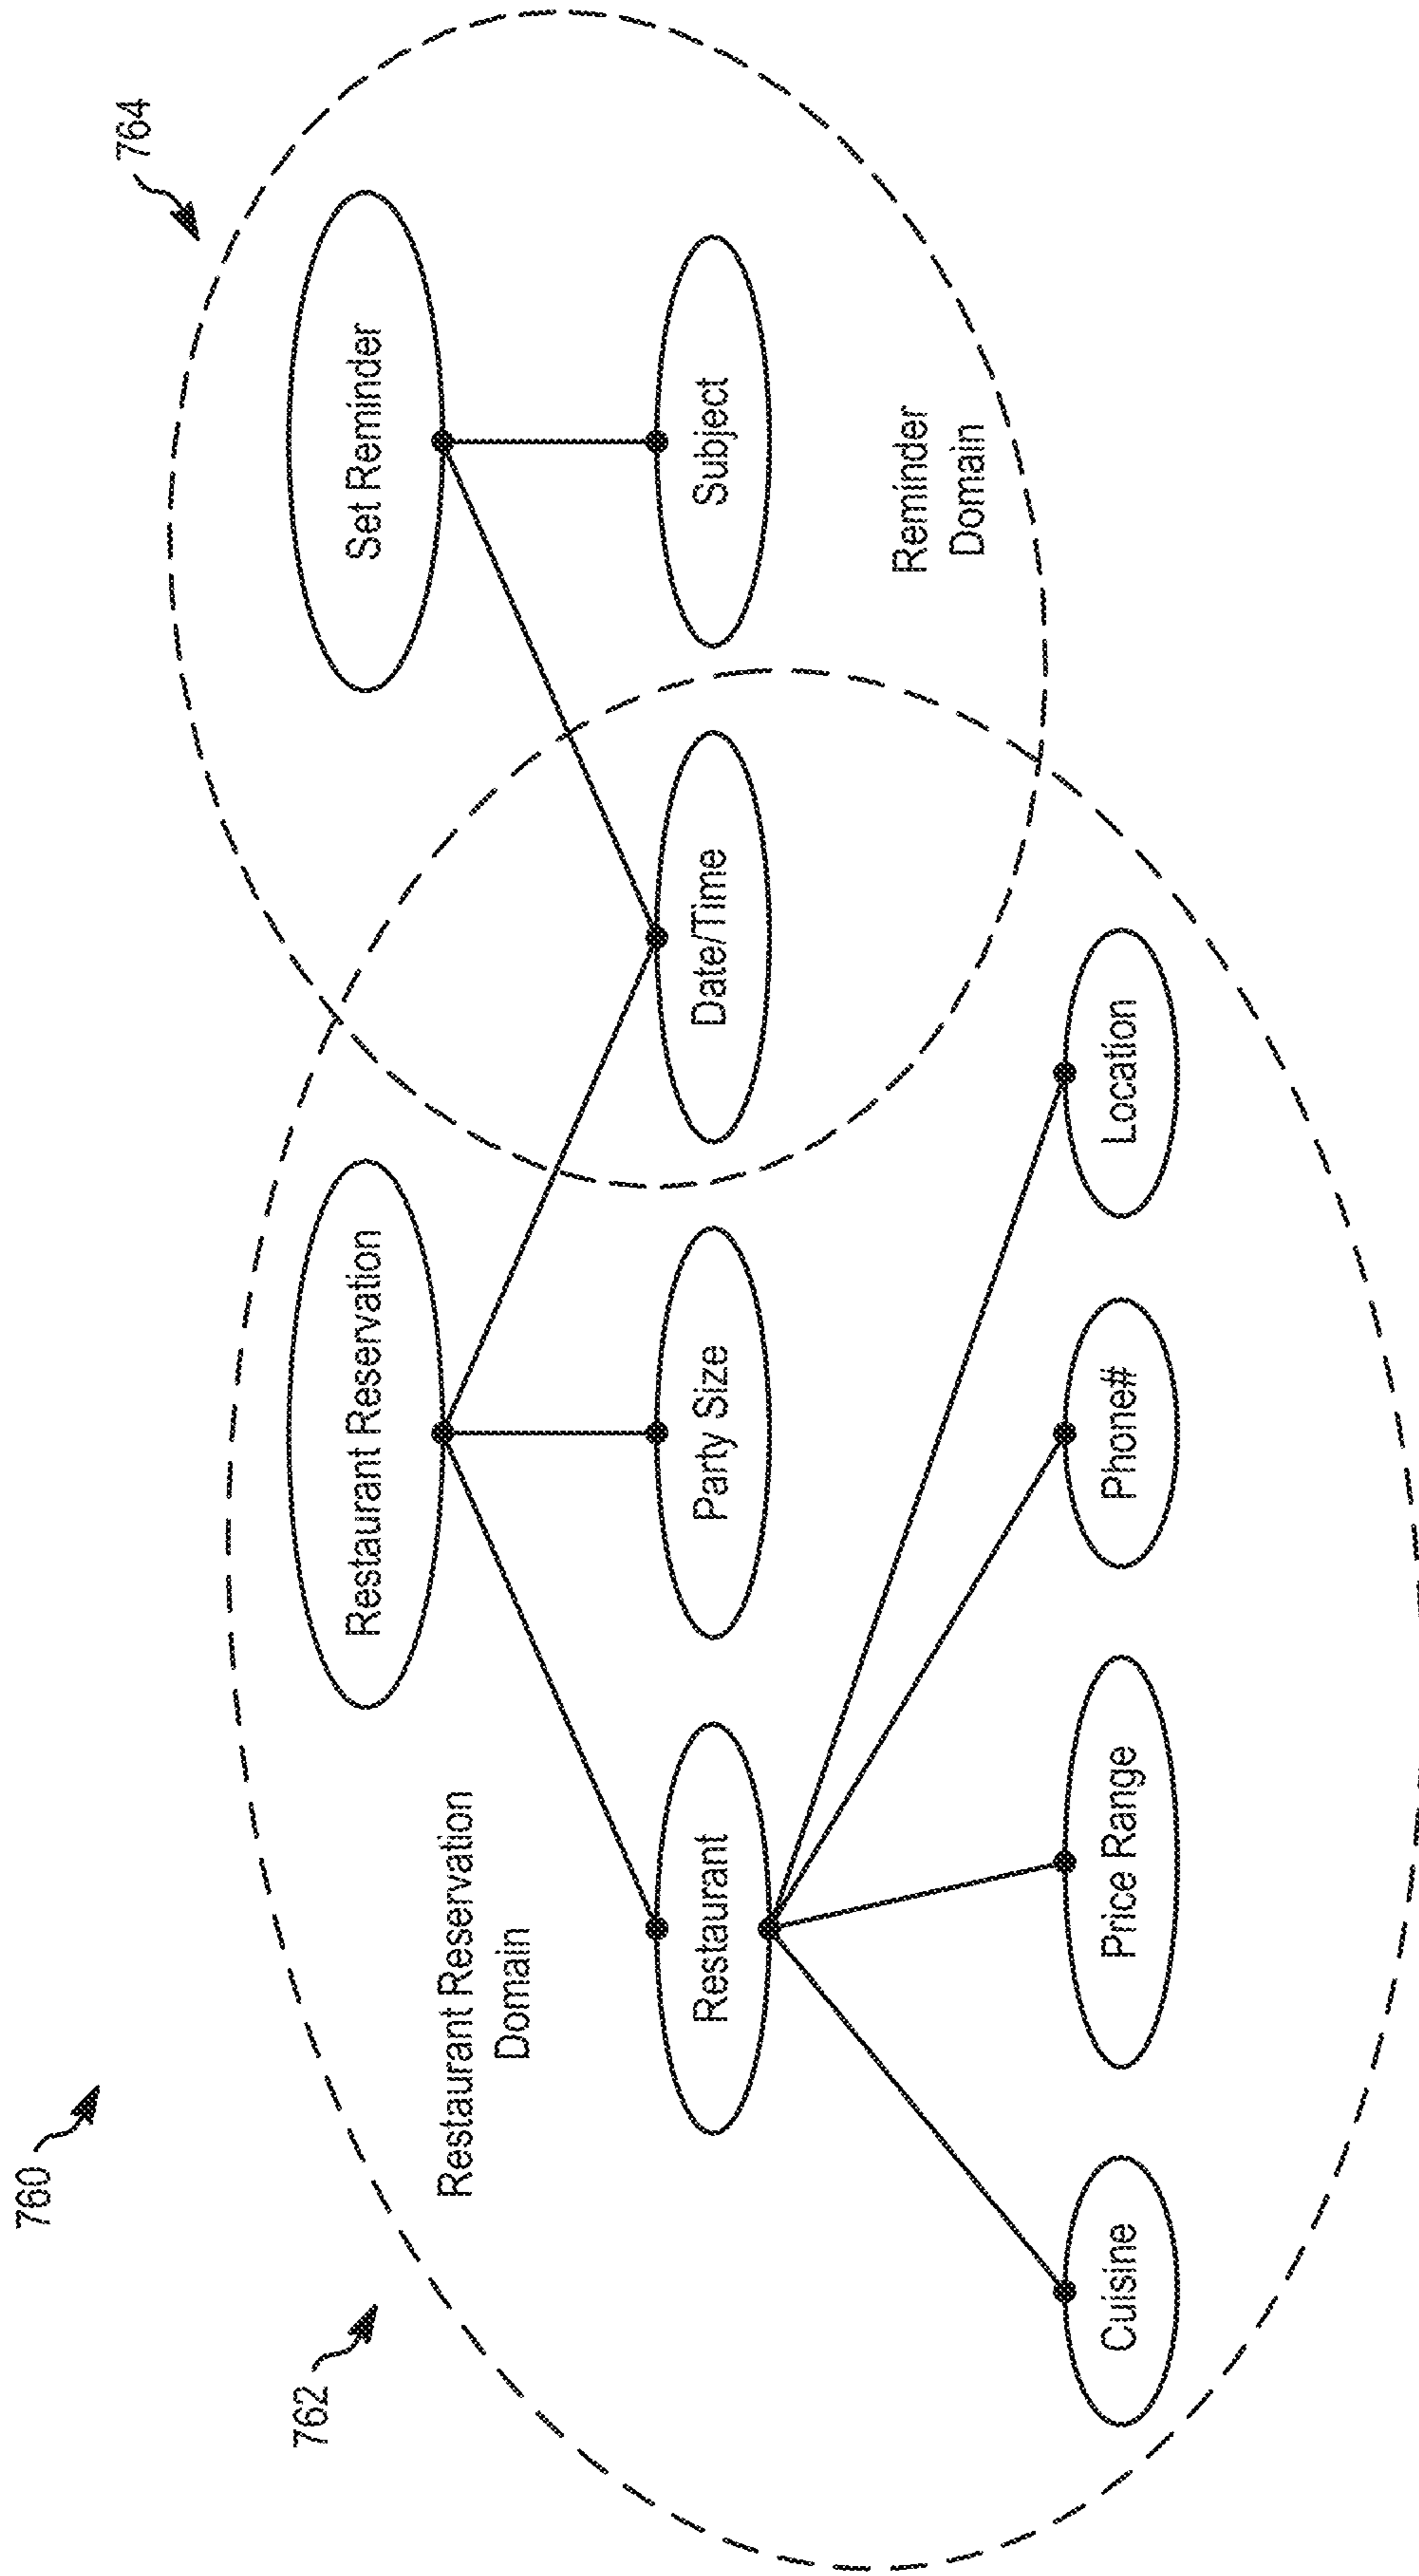 760
762
764
Restaurant Reservation
Set Reminder
Restaurant Reservation
Domain
Restaurant
Party Size
Date/Time
Subject
Reminder
Domain
Cuisine
Price Range
Phone#
Location